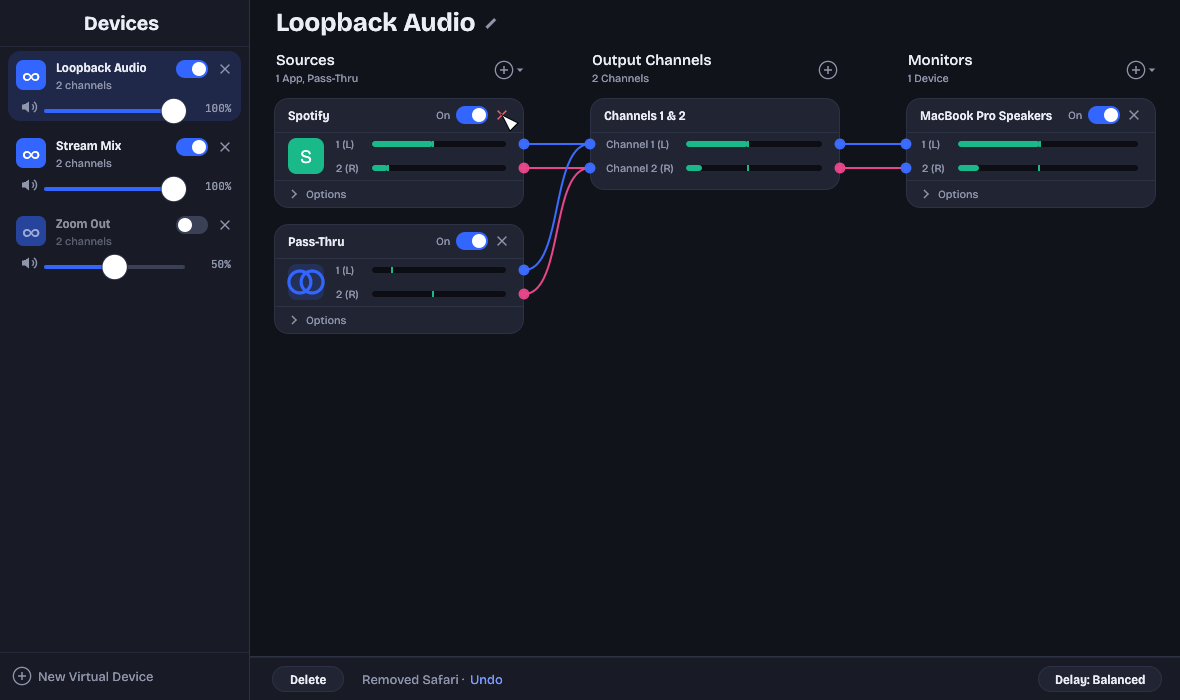 Devices
Loopback Audio
2 channels
100%
Stream Mix
2 channels
100%
Zoom Out
2 channels
50%
New Virtual Device
Loopback Audio
Sources
1 App, Pass-Thru
Output Channels
2 Channels
Monitors
1 Device
Spotify
On
S
1 (L)
2 (R)
Options
Pass-Thru
On
1 (L)
2 (R)
Options
Channels 1 & 2
Channel 1 (L)
Channel 2 (R)
MacBook Pro Speakers
On
1 (L)
2 (R)
Options
Delete
Removed Safari · Undo
Delay: Balanced